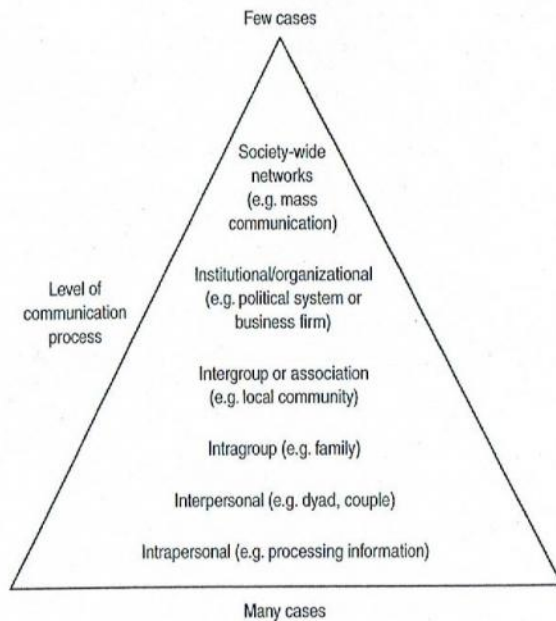 Few cases
Society-wide
networks
(e.g. mass
communication)
Institutional/organizational
(e.g. political system or
business firm)
Level of
communication
process
Intergroup or association
(e.g. local community)
Intragroup (e.g. family)
Interpersonal (e.g. dyad, couple)
Intrapersonal (e.g. processing information)
Many cases